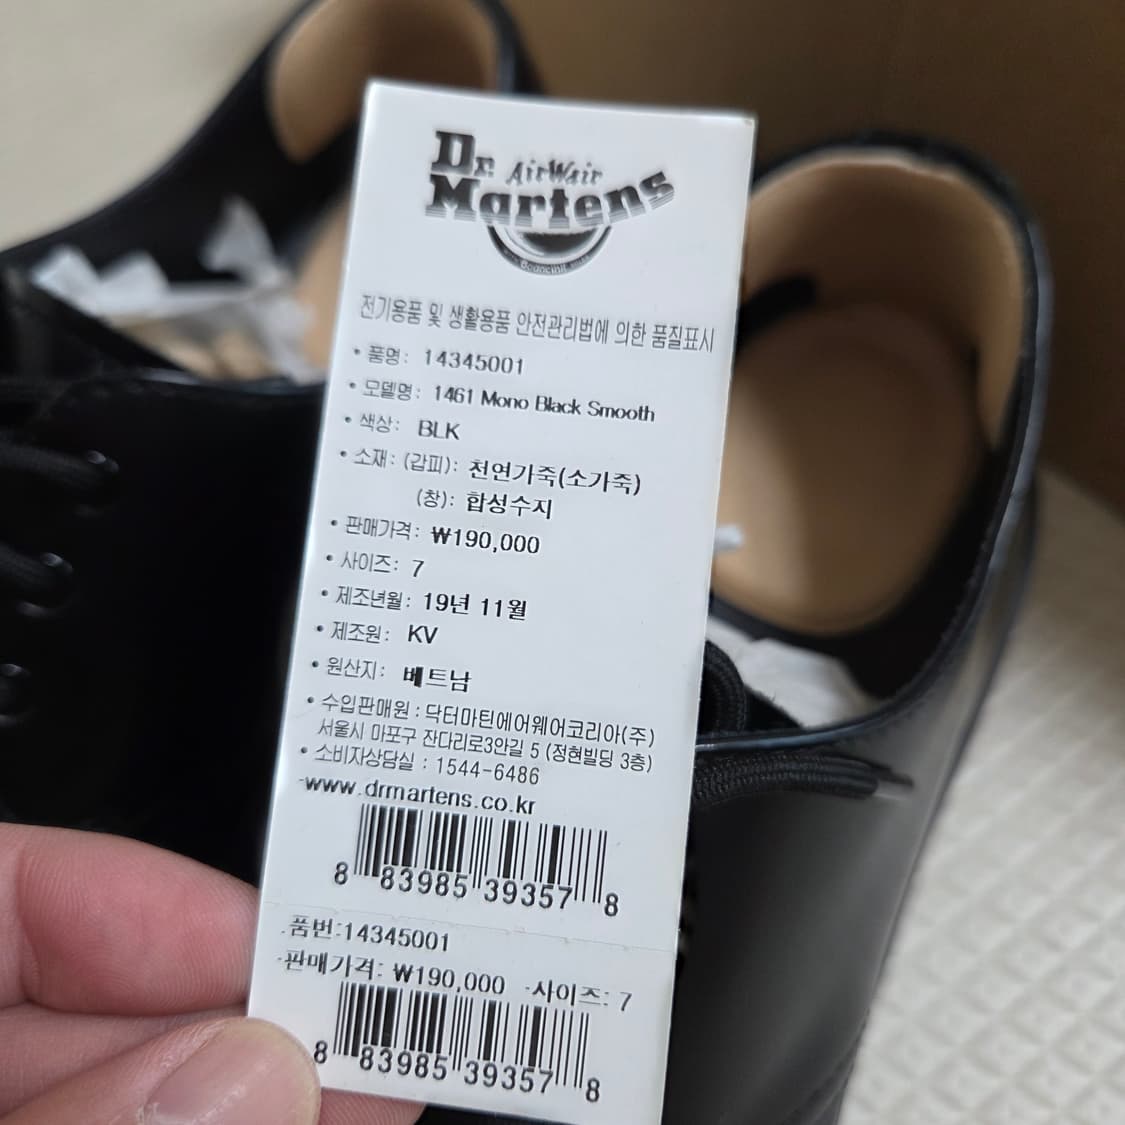 Dr. AirWair
Martens
전기용품 및 생활용품 안전관리법에 의한 품질표시
• 품명: 14345001
• 모델명: 1461 Mono Black Smooth
• 색상: BLK
• 소재: (갑피): 천연가죽(소가죽)
(창): 합성수지
• 판매가격: ₩190,000
• 사이즈: 7
• 제조년월: 19년 11월
• 제조원: KV
• 원산지: 베트남
• 수입판매원 : 닥터마틴에어웨어코리아(주)
서울시 마포구 잔다리로3안길 5 (정현빌딩 3층)
• 소비자상담실 : 1544-6486
-www.drmartens.co.kr
8 83985 39357 8
.품번:14345001
-판매가격: ₩190,000 -사이즈: 7
8 83985 39357 8